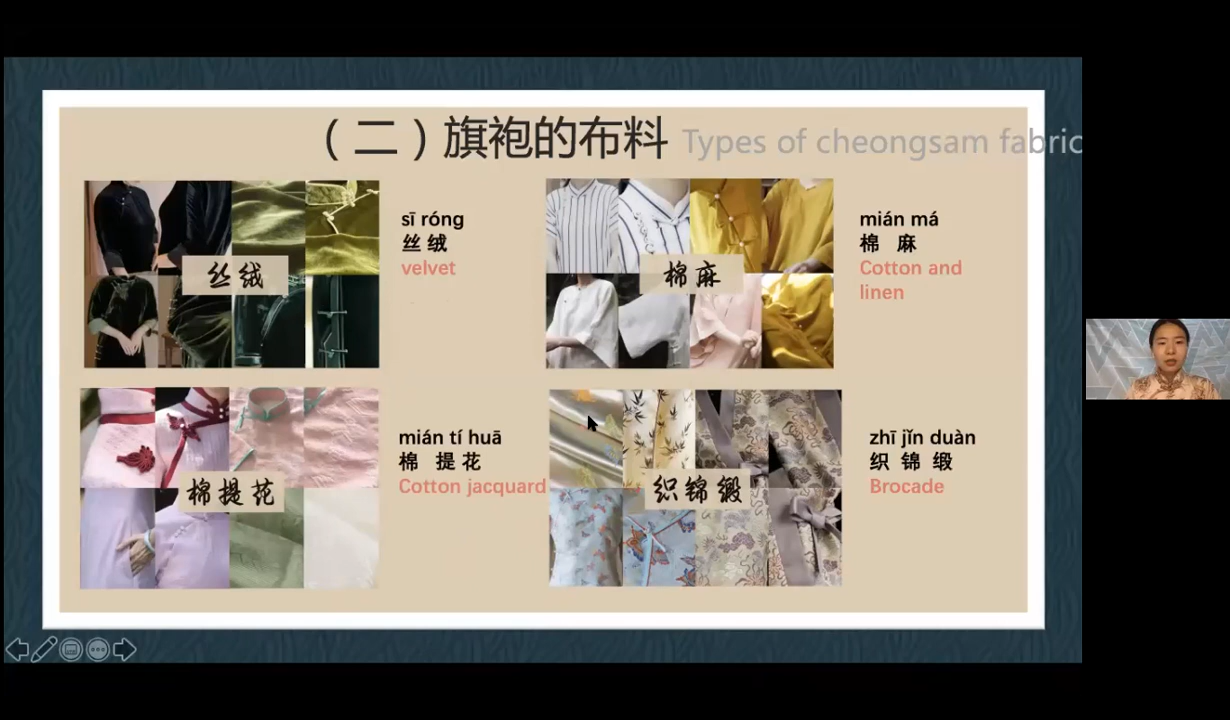 （二）旗袍的布料 Types of cheongsam fabric
丝绒
sī róng
丝 绒
velvet
棉麻
mián má
棉 麻
Cotton and
linen
棉提花
mián tí huā
棉 提 花
Cotton jacquard
织锦缎
zhī jǐn duàn
织 锦 缎
Brocade